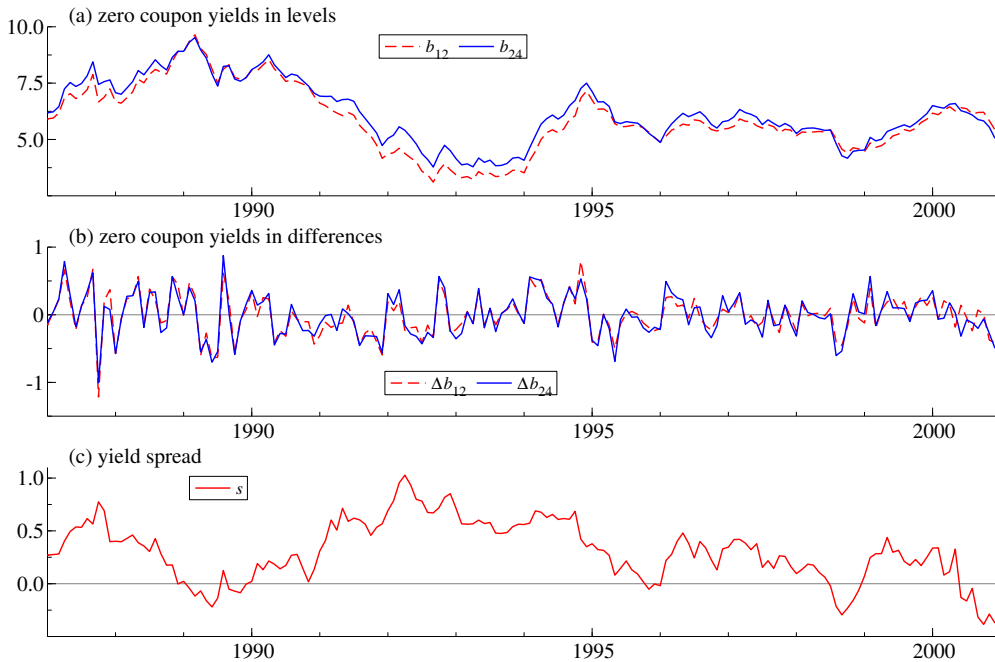 (a) zero coupon yields in levels
10.0
b12 b24
7.5
5.0
1990 1995 2000
(b) zero coupon yields in differences
1
0
-1
Δb12 Δb24
1990 1995 2000
(c) yield spread
1.0
s
0.5
0.0
1990 1995 2000